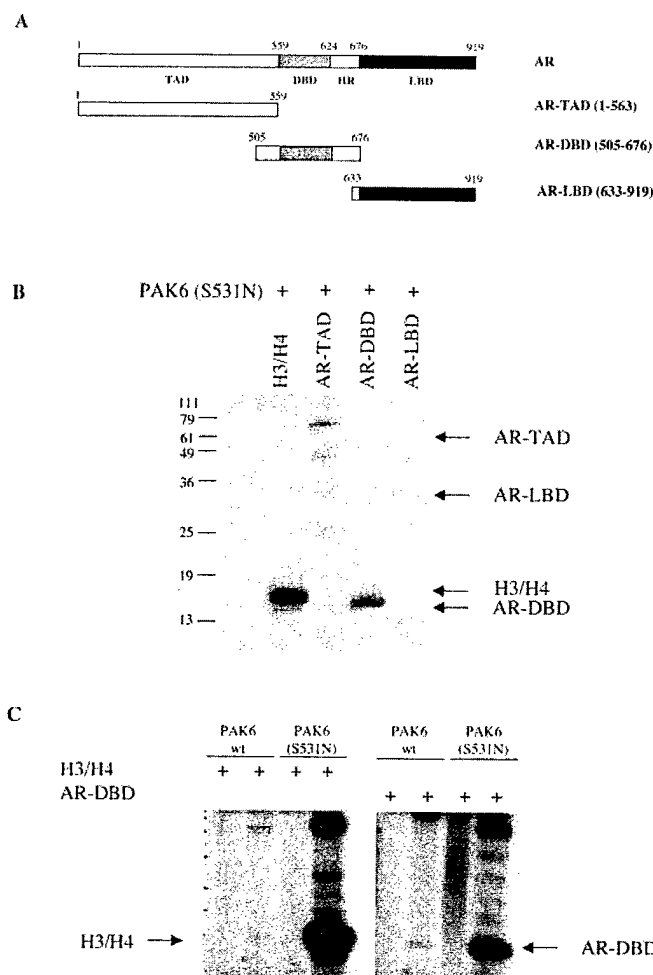 A
1 559 624 676 919
AR
TAD DBD HR LBD
1 559
AR-TAD (1-563)
505 676
AR-DBD (505-676)
633
AR-LBD (633-919)
B
PAK6 (S531N) + + + +
H3/H4 AR-TAD AR-DBD AR-LBD
111
79
61
49
36
25
19
13
AR-TAD
AR-LBD
H3/H4
AR-DBD
C
PAK6 wt PAK6 (S531N) PAK6 wt PAK6 (S531N)
H3/H4 + + + +
AR-DBD + + + +
H3/H4
AR-DBD